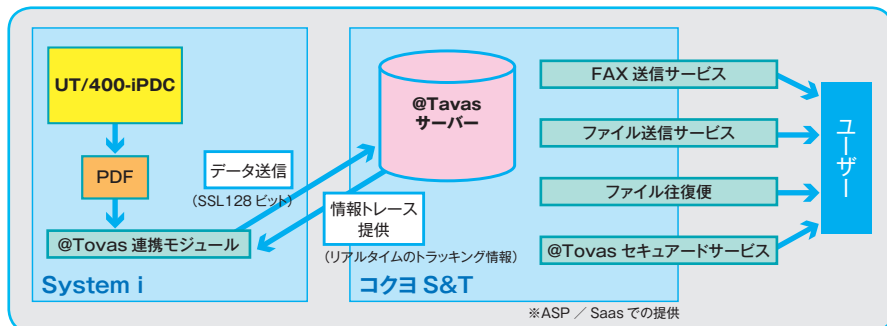 UT/400-iPDC
PDF
@Tovas 連携モジュール
System i
データ送信
(SSL128 ビット)
情報トレース
提供
(リアルタイムのトラッキング情報)
@Tavas
サーバー
コクヨ S&T
FAX 送信サービス
ファイル送信サービス
ファイル往復便
@Tovas セキュアードサービス
ユーザー
※ASP ／ Saas での提供